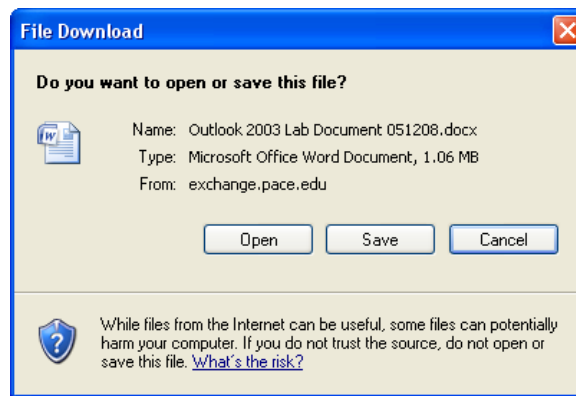 File Download
Do you want to open or save this file?
Name: Outlook 2003 Lab Document 051208.docx
Type: Microsoft Office Word Document, 1.06 MB
From: exchange.pace.edu
Open Save Cancel
While files from the Internet can be useful, some files can potentially
harm your computer. If you do not trust the source, do not open or
save this file. What's the risk?